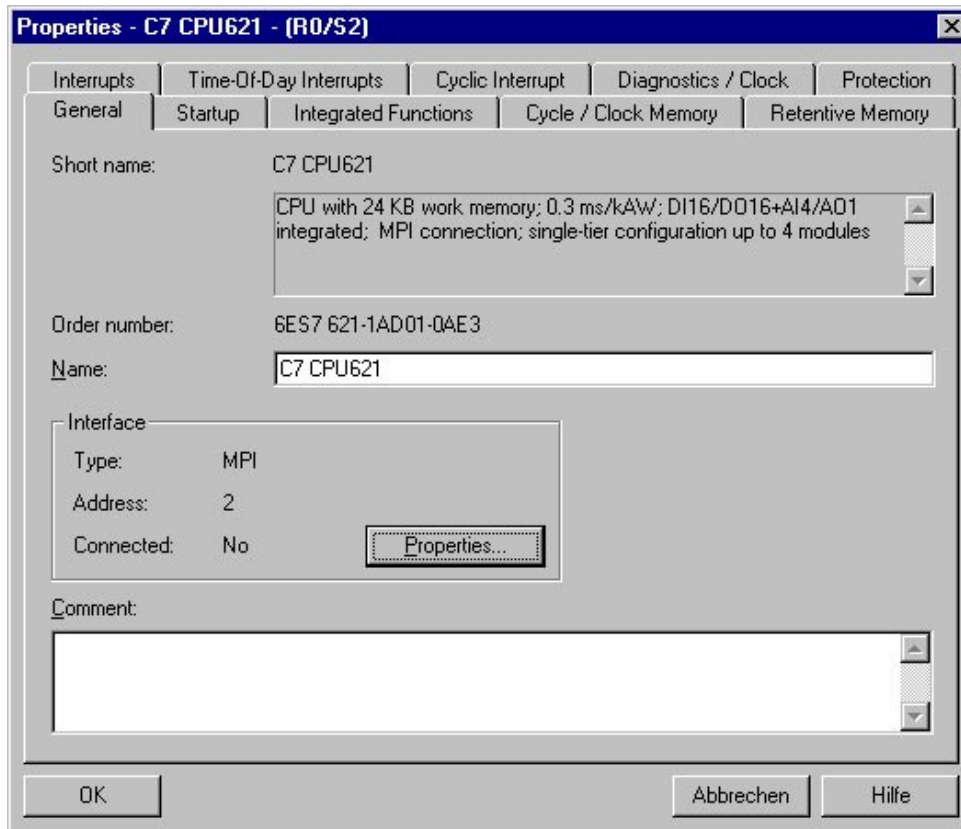 Properties - C7 CPU621 - (R0/S2)
Interrupts Time-Of-Day Interrupts Cyclic Interrupt Diagnostics / Clock Protection
General Startup Integrated Functions Cycle / Clock Memory Retentive Memory
Short name: C7 CPU621
CPU with 24 KB work memory; 0.3 ms/kAW; DI16/DO16+AI4/AO1
integrated; MPI connection; single-tier configuration up to 4 modules
Order number: 6ES7 621-1AD01-0AE3
Name: C7 CPU621
Interface
Type: MPI
Address: 2
Connected: No Properties...
Comment:
OK Abbrechen Hilfe